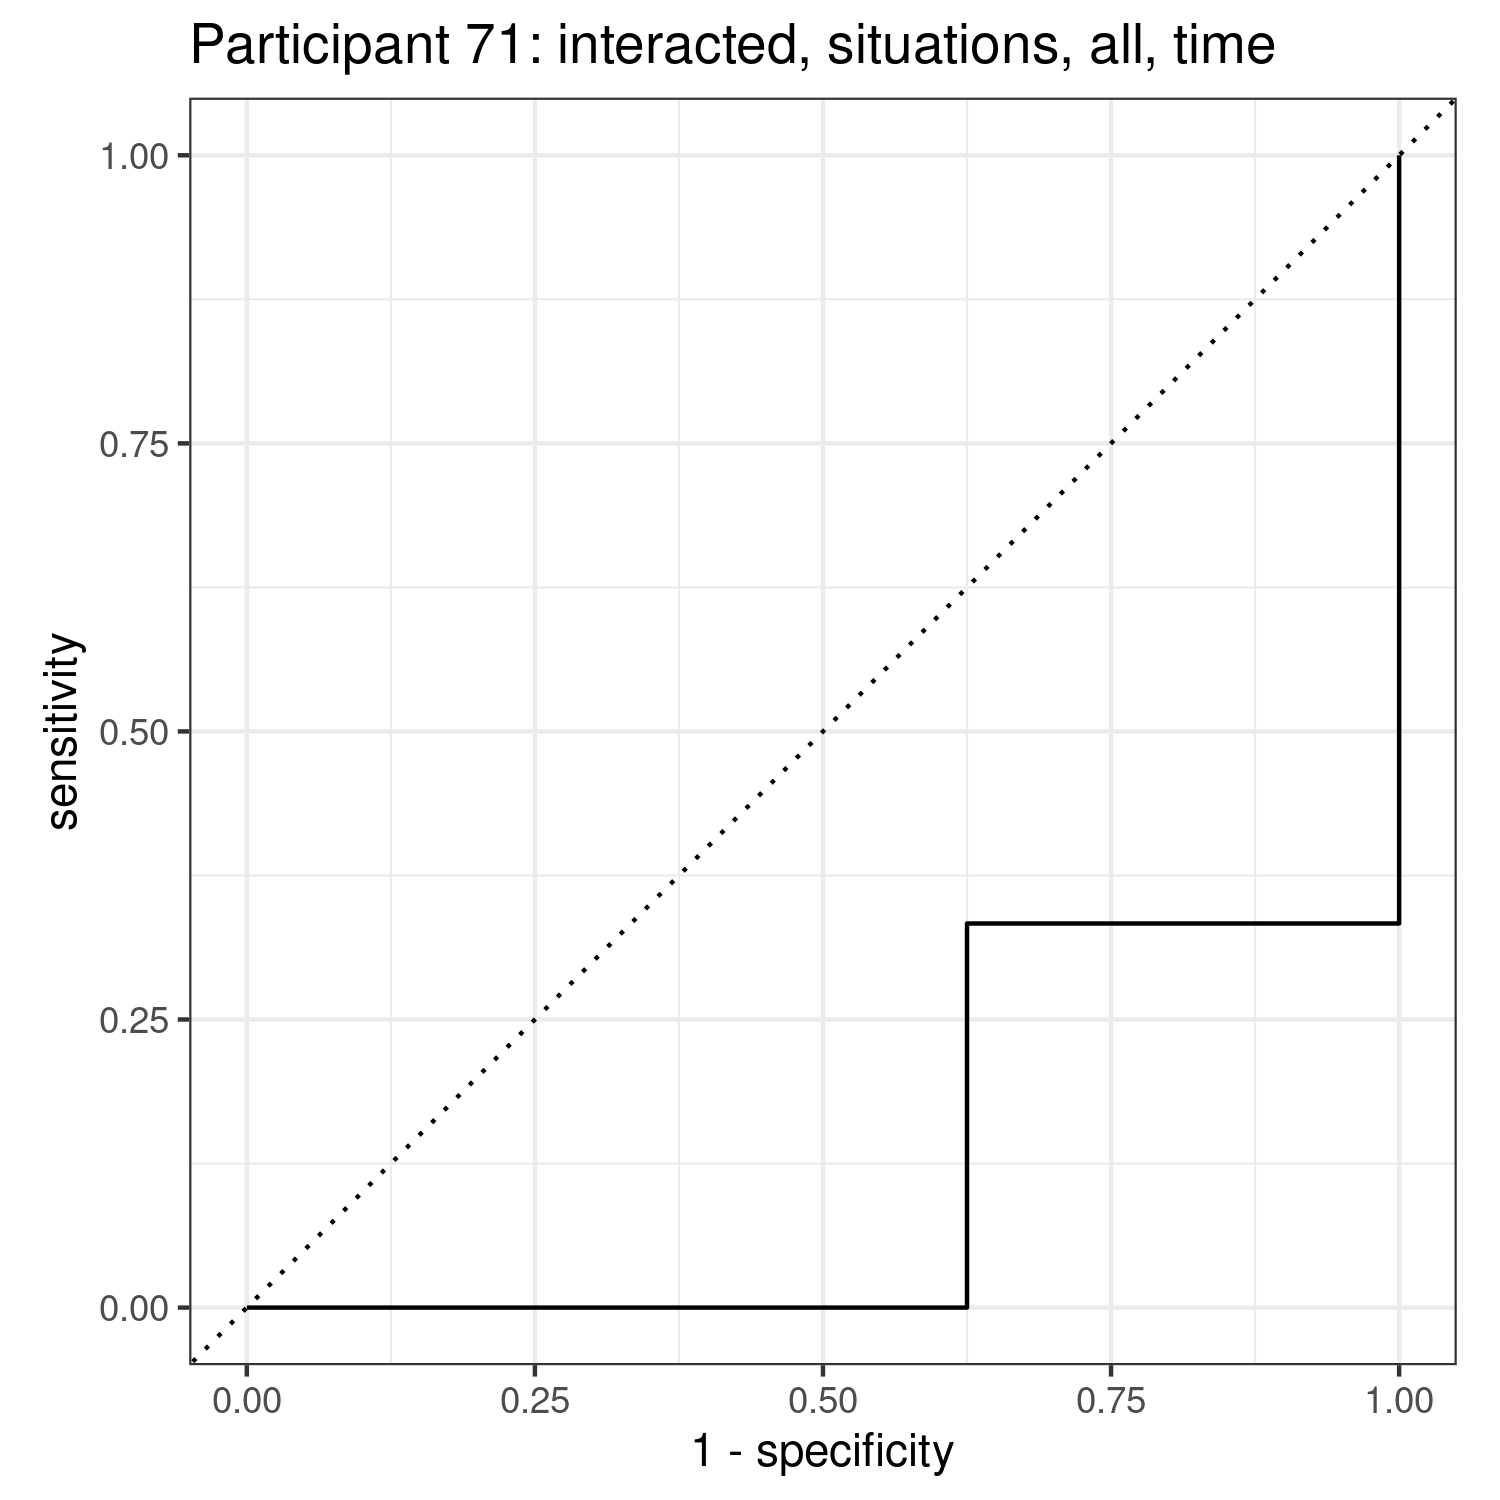 Participant 71: interacted, situations, all, time
1.00
0.75
0.50
0.25
0.00
sensitivity
0.00 0.25 0.50 0.75 1.00
1 - specificity